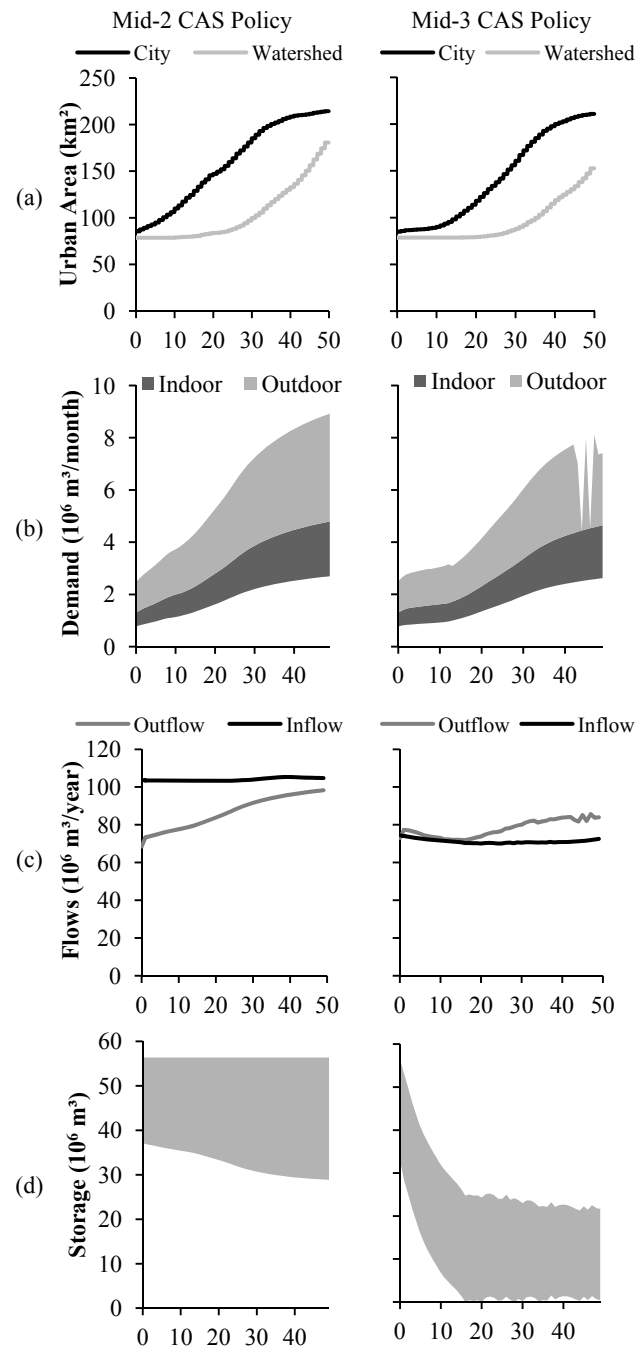 Mid-2 CAS Policy Mid-3 CAS Policy
City Watershed City Watershed
250
200
150
100
50
0
Urban Area (km²)
(a)
0 10 20 30 40 50 0 10 20 30 40 50
Indoor Outdoor Indoor Outdoor
10
8
6
4
2
0
Demand (10⁶ m³/month)
(b)
0 10 20 30 40 0 10 20 30 40
Outflow Inflow Outflow Inflow
120
100
80
60
40
20
0
Flows (10⁶ m³/year)
(c)
0 10 20 30 40 50 0 10 20 30 40 50
60
50
40
30
20
10
0
Storage (10⁶ m³)
(d)
0 10 20 30 40 0 10 20 30 40